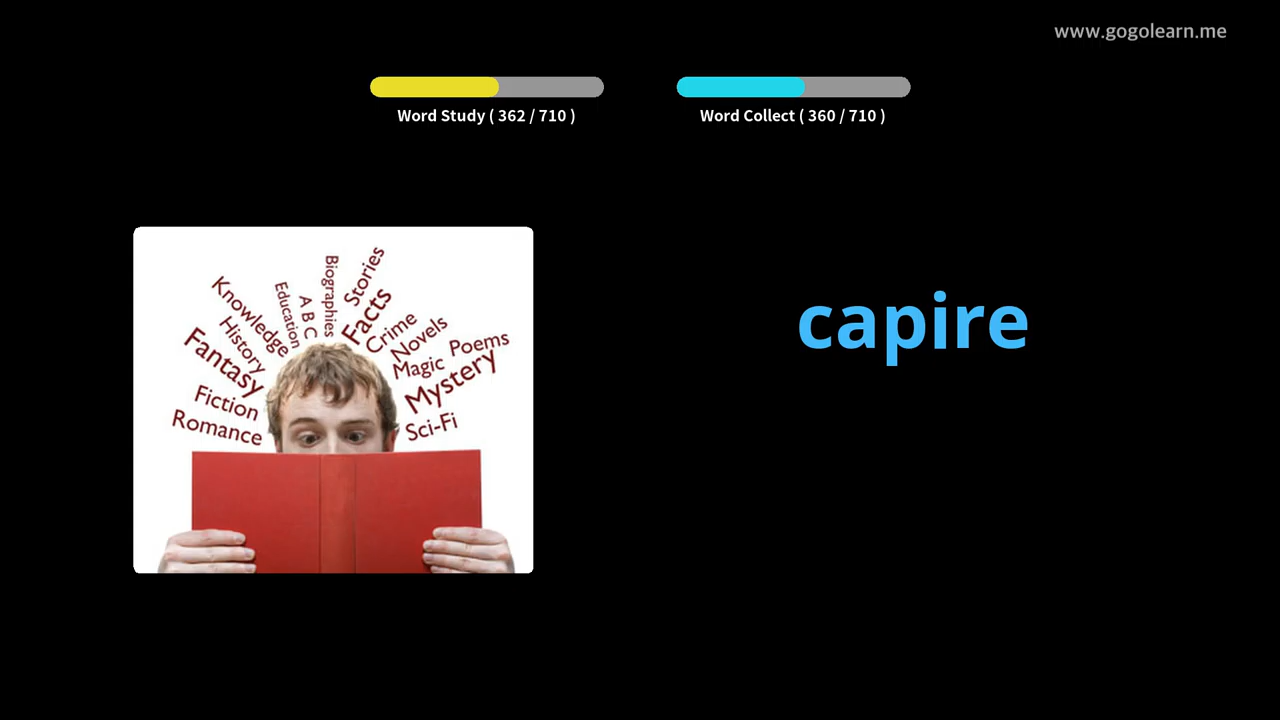 www.gogolearn.me
Word Study ( 362 / 710 )
Word Collect ( 360 / 710 )
capire
Biographies
Stories
Education
A B C
Facts
Knowledge
History
Crime
Novels
Poems
Fantasy
Magic
Mystery
Fiction
Romance
Sci-Fi